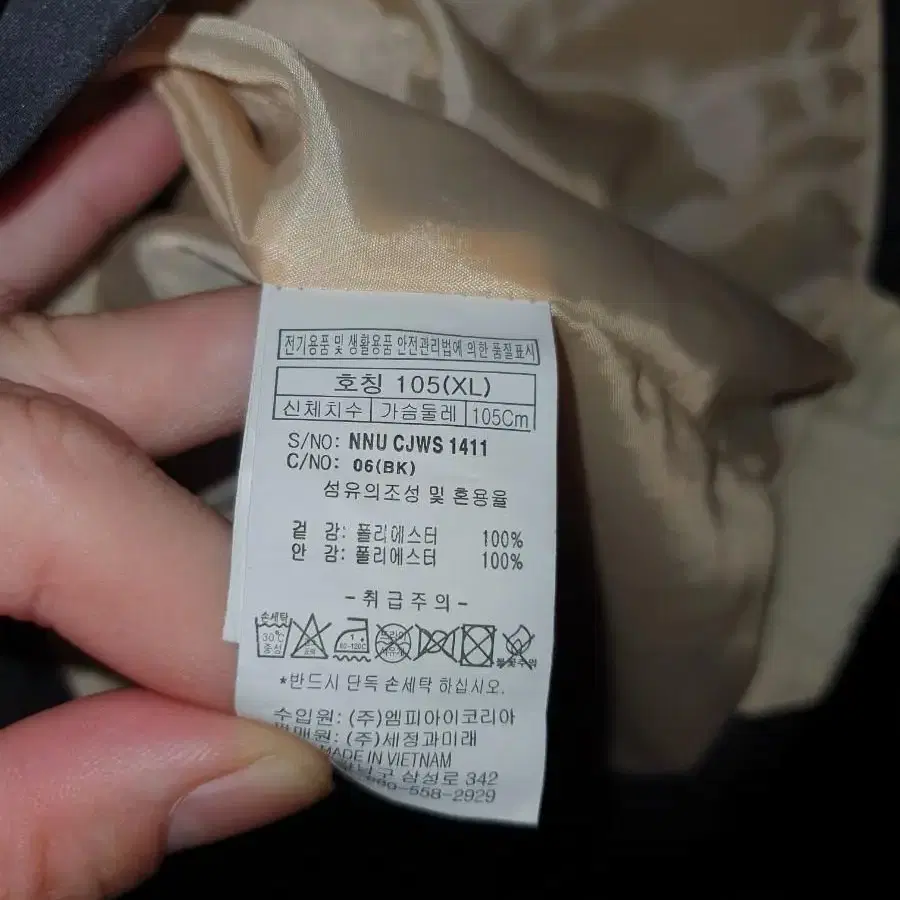 전기용품 및 생활용품 안전관리법에 의한 품질표시
호칭 105(XL)
신체치수 가슴둘레 105Cm
S/NO: NNU CJWS 1411
C/NO: 06(BK)
섬유의조성 및 혼용율
겉 감: 폴리에스터 100%
안 감: 폴리에스터 100%
-취급주의-
손세탁
30℃
중성
*반드시 단독 손세탁 하십시오.
수입원: (주)엠피아이코리아
판매원: (주)세정과미래
MADE IN VIETNAM
삼성로 342
558-2929